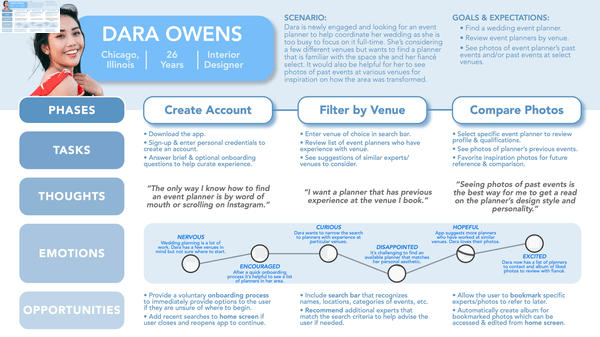 DARA OWENS
Chicago,
Illinois
26
Years
Interior
Designer
SCENARIO:
Dara is newly engaged and looking for an event
planner to help coordinate her wedding as she is
too busy to focus on it full-time. She's considering
a few different venues but wants to find a planner
that is familiar with the space she and her fiancé
select. It would also be helpful for her to see
photos of past events at various venues for
inspiration on how the area was transformed.
GOALS & EXPECTATIONS:
• Find a wedding event planner.
• Review event planners by venue.
• See photos of event planner's past
events and/or past events at select
venues.
PHASES
Create Account
Filter by Venue
Compare Photos
TASKS
• Download the app.
• Sign-up & enter personal credentials to
create an account.
• Answer brief & optional onboarding
questions to help curate experience.
• Enter venue of choice in search bar.
• Review list of event planners who have
experience with venue.
• See suggestions of similar experts/
venues to consider.
• Select specific event planner to review
profile & qualifications.
• See photos of planner's previous events.
• Favorite inspiration photos for future
reference & comparison.
THOUGHTS
"The only way I know how to find
an event planner is by word of
mouth or scrolling on Instagram."
"I want a planner that has previous
experience at the venue I book."
"Seeing photos of past events is
the best way for me to get a read
on the planner's design style and
personality."
EMOTIONS
NERVOUS
Wedding planning is a lot of
work. Dara has a few venues in
mind but not sure where to start.
ENCOURAGED
After a quick onboarding
process it's helpful to see a list
of planners in her area.
CURIOUS
Dara wants to narrow the search
to planners with experience at
particular venues.
DISAPPOINTED
It's challenging to find an
available planner that matches
her personal aesthetic.
HOPEFUL
App suggests more planners
who have worked at similar
venues. Dara loves their photos.
EXCITED
Dara now has a list of planners
to contact and album of liked
photos to review with fiancé.
OPPORTUNITIES
• Provide a voluntary onboarding process
to immediately provide options to the user
if they are unsure of where to begin.
• Add recent searches to home screen if
user closes and reopens app to continue.
• Include search bar that recognizes
names, locations, categories of events, etc.
• Recommend additional experts that
match the search criteria to help advise the
user if needed.
• Allow the user to bookmark specific
experts/photos to refer to later.
• Automatically create album for
bookmarked photos which can be
accessed & edited from home screen.